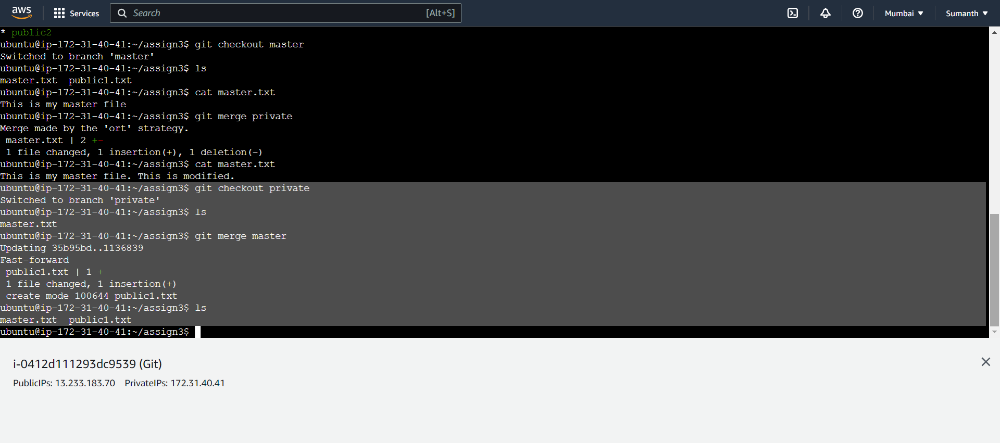 aws Services Search [Alt+S] Mumbai ▼ Sumanth ▼
* public2
ubuntu@ip-172-31-40-41:~/assign3$ git checkout master
Switched to branch 'master'
ubuntu@ip-172-31-40-41:~/assign3$ ls
master.txt  public1.txt
ubuntu@ip-172-31-40-41:~/assign3$ cat master.txt
This is my master file
ubuntu@ip-172-31-40-41:~/assign3$ git merge private
Merge made by the 'ort' strategy.
 master.txt | 2 +-
 1 file changed, 1 insertion(+), 1 deletion(-)
ubuntu@ip-172-31-40-41:~/assign3$ cat master.txt
This is my master file. This is modified.
ubuntu@ip-172-31-40-41:~/assign3$ git checkout private
Switched to branch 'private'
ubuntu@ip-172-31-40-41:~/assign3$ ls
master.txt
ubuntu@ip-172-31-40-41:~/assign3$ git merge master
Updating 35b95bd..1136839
Fast-forward
 public1.txt | 1 +
 1 file changed, 1 insertion(+)
 create mode 100644 public1.txt
ubuntu@ip-172-31-40-41:~/assign3$ ls
master.txt  public1.txt
ubuntu@ip-172-31-40-41:~/assign3$
i-0412d111293dc9539 (Git)
PublicIPs: 13.233.183.70 PrivateIPs: 172.31.40.41